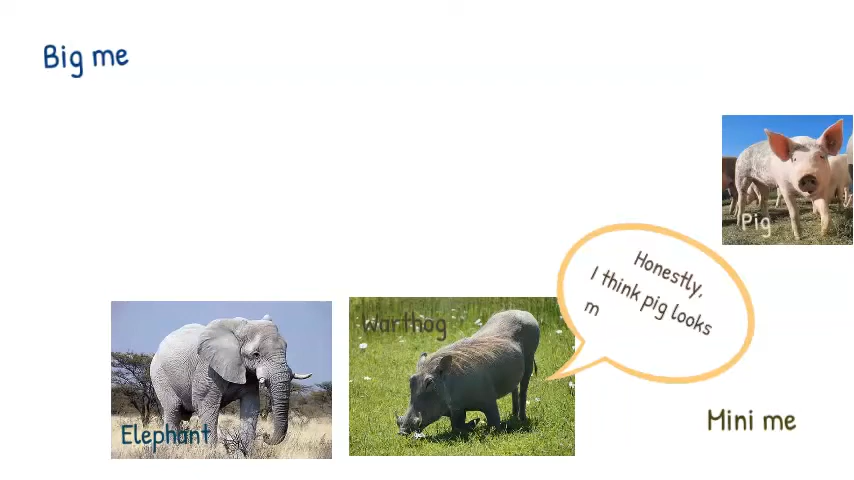 Big me
Pig
Honestly,
I think pig looks
m
Warthog
Elephant
Mini me